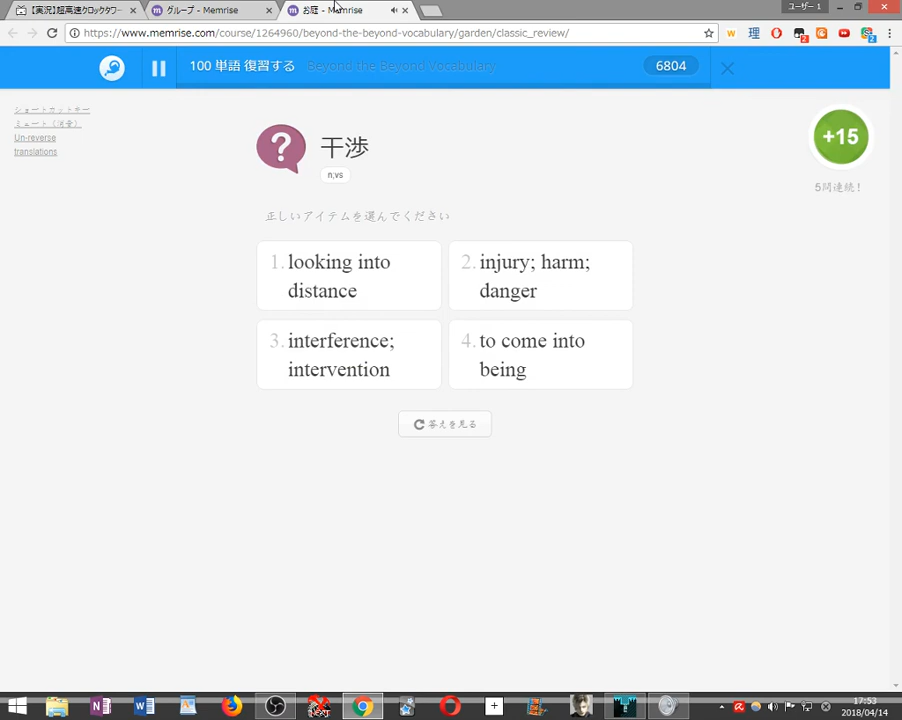 【実況】超高速クロックタワー
グループ - Memrise
お庭 - Memrise
ユーザー 1
https://www.memrise.com/course/1264960/beyond-the-beyond-vocabulary/garden/classic_review/
100 単語 復習する
Beyond the Beyond Vocabulary
6804
ショートカットキー
ミュート（消音）
Un-reverse
translations
?
干渉
n;vs
+15
5問連続！
正しいアイテムを選んでください
1. looking into
distance
2. injury; harm;
danger
3. interference;
intervention
4. to come into
being
答えを見る
17:53
2018/04/14